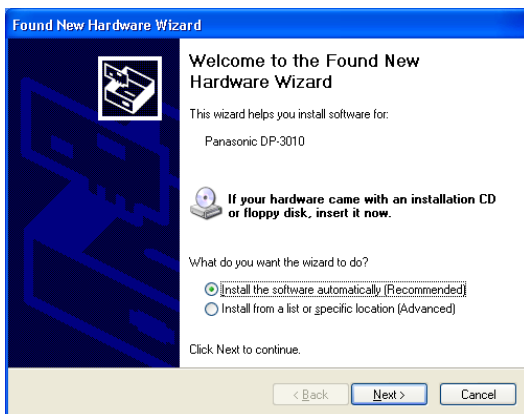 Found New Hardware Wizard
Welcome to the Found New
Hardware Wizard
This wizard helps you install software for:
Panasonic DP-3010
If your hardware came with an installation CD
or floppy disk, insert it now.
What do you want the wizard to do?
Install the software automatically (Recommended)
Install from a list or specific location (Advanced)
Click Next to continue.
< Back Next > Cancel